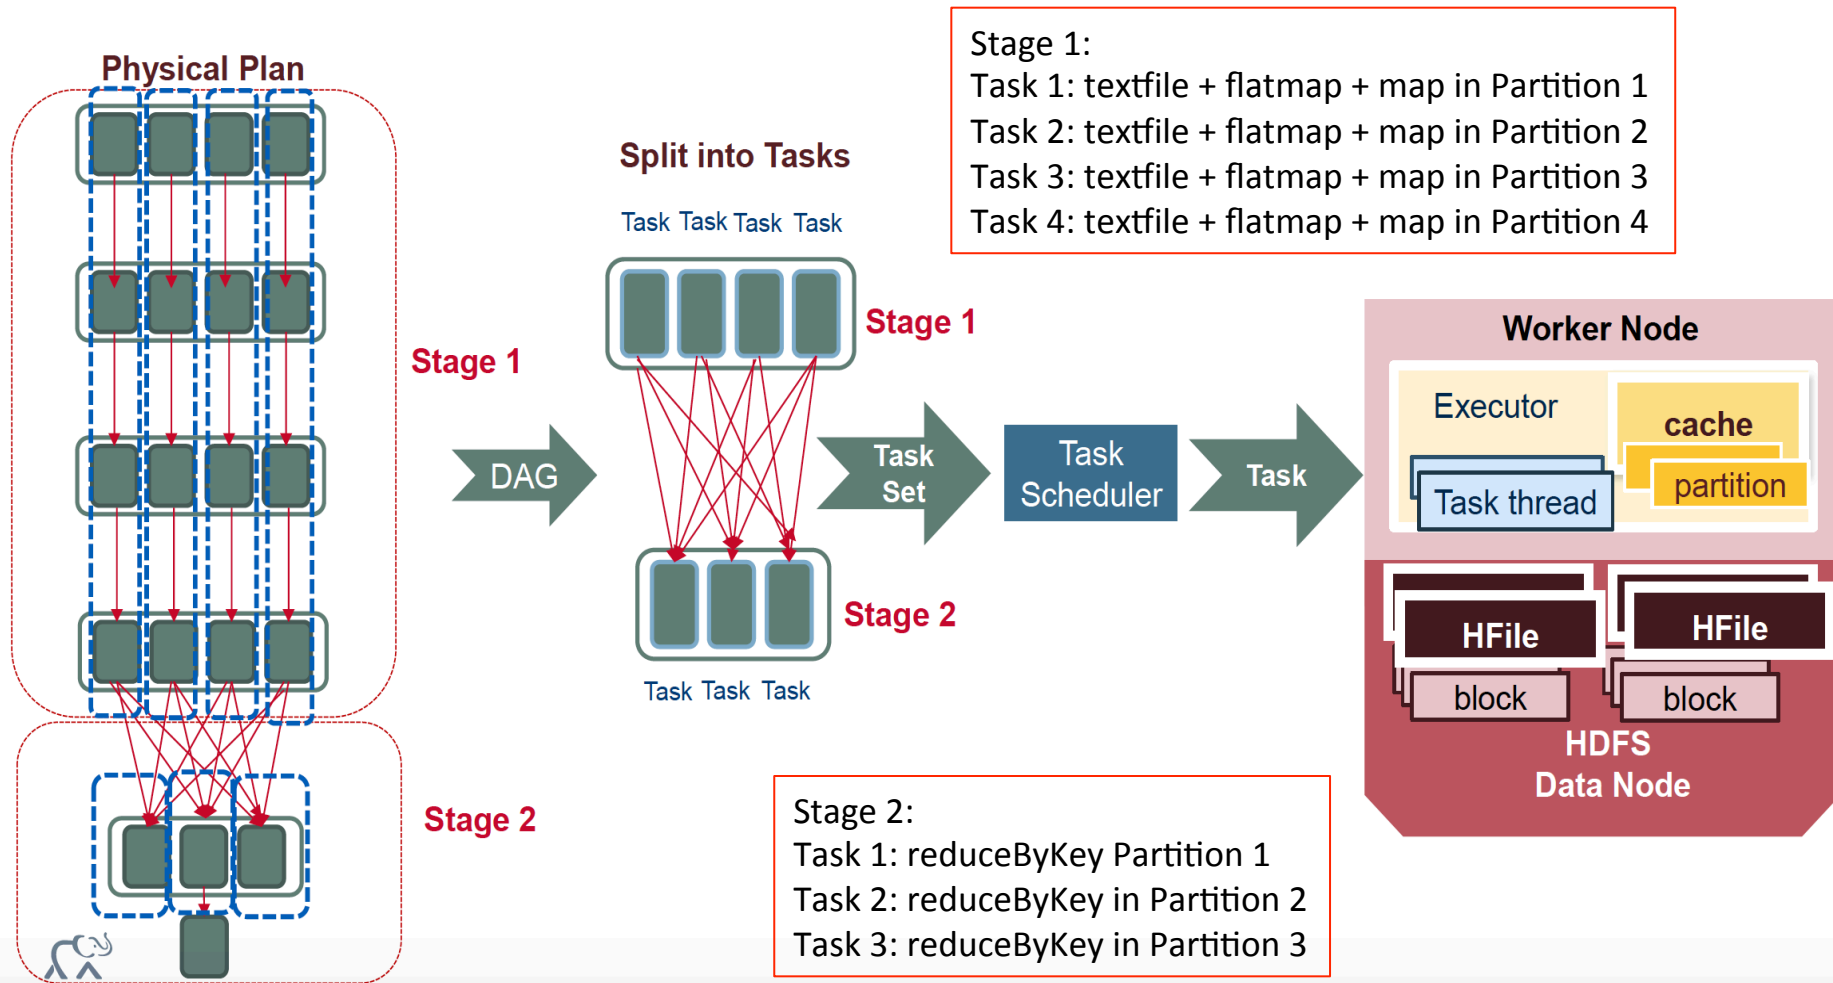 Physical Plan
Stage 1
Stage 2
DAG
Split into Tasks
Task Task Task Task
Stage 1
Stage 2
Task Task Task
Task
Set
Task
Scheduler
Task
Stage 1:
Task 1: textfile + flatmap + map in Partition 1
Task 2: textfile + flatmap + map in Partition 2
Task 3: textfile + flatmap + map in Partition 3
Task 4: textfile + flatmap + map in Partition 4
Stage 2:
Task 1: reduceByKey Partition 1
Task 2: reduceByKey in Partition 2
Task 3: reduceByKey in Partition 3
Worker Node
Executor
cache
partition
Task thread
HFile
HFile
block
block
HDFS
Data Node